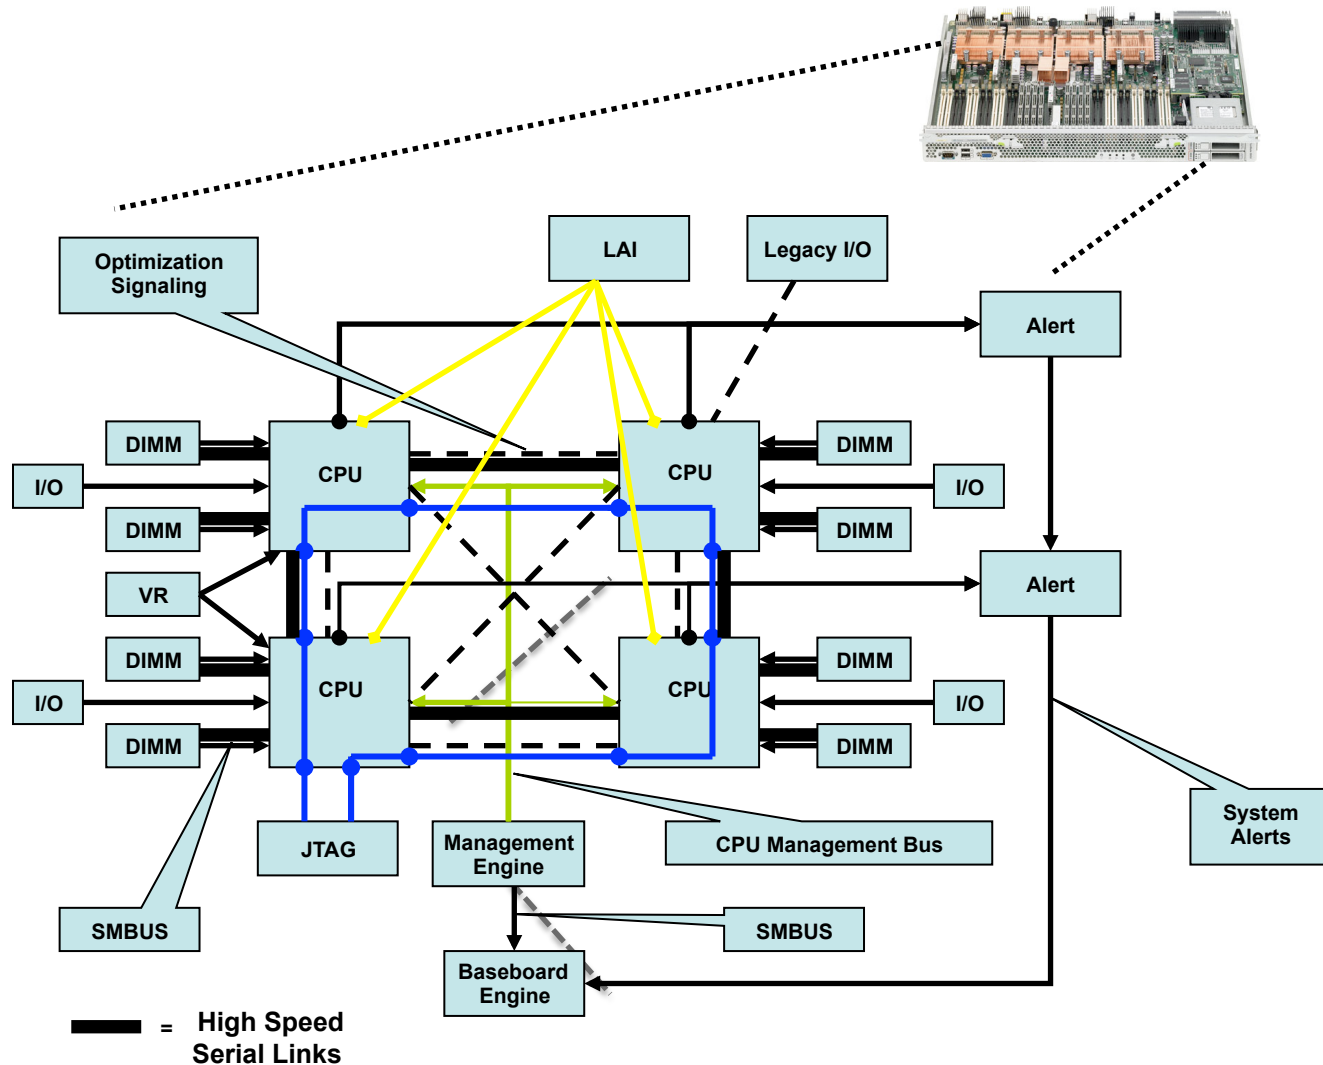 Optimization
Signaling
LAI
Legacy I/O
Alert
DIMM
CPU
CPU
DIMM
I/O
I/O
DIMM
DIMM
VR
Alert
DIMM
CPU
CPU
DIMM
I/O
I/O
DIMM
DIMM
JTAG
Management
Engine
CPU Management Bus
System
Alerts
SMBUS
SMBUS
Baseboard
Engine
= High Speed
Serial Links